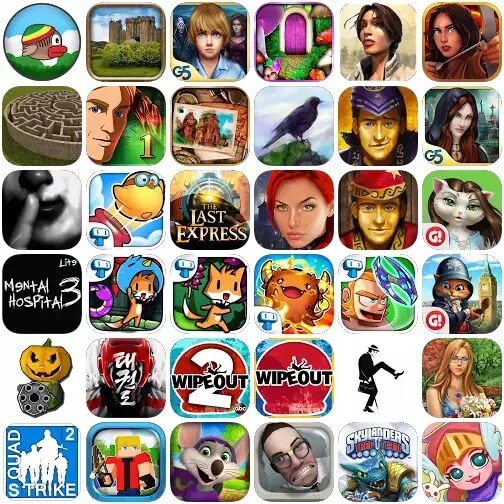 G5
1
G5
THE
LAST
EXPRESS
G!
Lite
MENtAL
HOSPItAL 3
G!
태권도
WIPEOUT
2
abc
WIPEOUT
SQUAD
2
STRIKE
SKYLANDERS